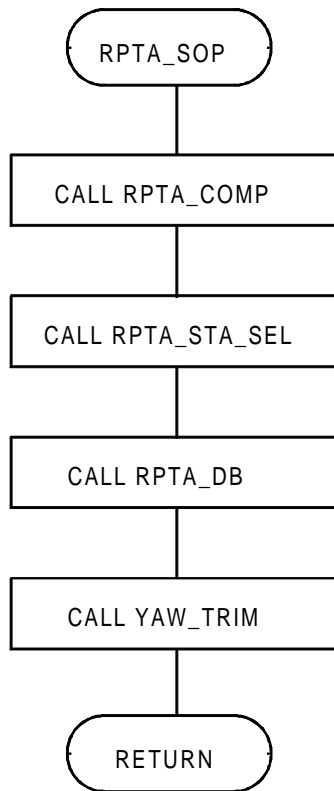 RPTA_SOP
CALL RPTA_COMP
CALL RPTA_STA_SEL
CALL RPTA_DB
CALL YAW_TRIM
RETURN